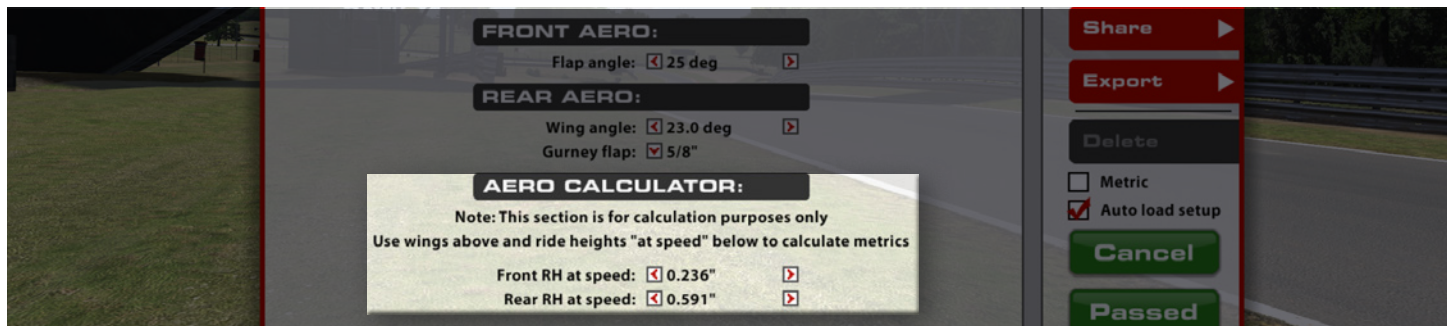 FRONT AERO:
Flap angle: 25 deg
REAR AERO:
Wing angle: 23.0 deg
Gurney flap: 5/8"
AERO CALCULATOR:
Note: This section is for calculation purposes only
Use wings above and ride heights "at speed" below to calculate metrics
Front RH at speed: 0.236"
Rear RH at speed: 0.591"
Share
Export
Delete
Metric
Auto load setup
Cancel
Passed